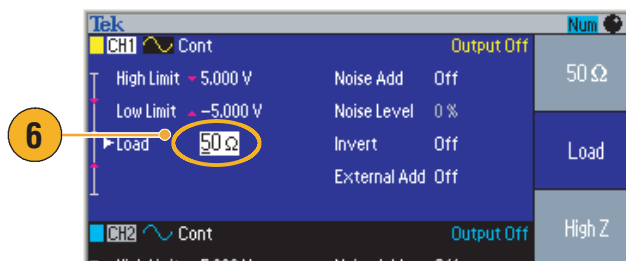 Tek
Num
CH1 Cont Output Off
High Limit 5.000 V Noise Add Off
50 Ω
Low Limit −5.000 V Noise Level 0 %
6
Load 50 Ω Invert Off
Load
External Add Off
CH2 Cont Output Off
High Z